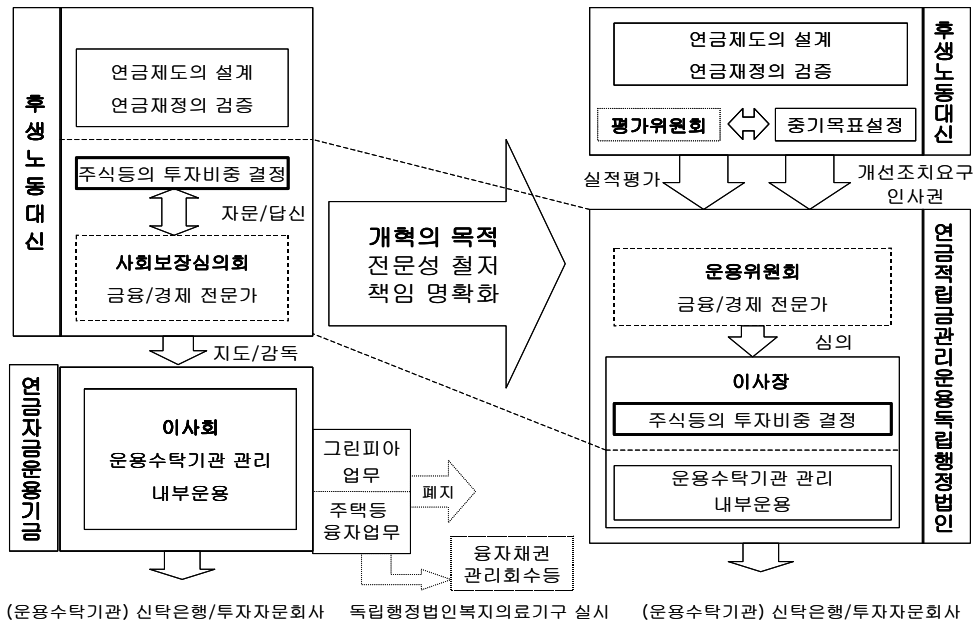 후생노동대신
연금제도의 설계
연금재정의 검증
주식등의 투자비중 결정
자문/답신
사회보장심의회
금융/경제 전문가
지도/감독
연금자금운용기금
이사회
운용수탁기관 관리
내부운용
그린피아
업무
주택등
융자업무
폐지
융자채권
관리회수등
개혁의 목적
전문성 철저
책임 명확화
후생노동대신
연금제도의 설계
연금재정의 검증
평가위원회
중기목표설정
실적평가
개선조치요구
인사권
연금적립금관리운용독립행정법인
운용위원회
금융/경제 전문가
심의
이사장
주식등의 투자비중 결정
운용수탁기관 관리
내부운용
(운용수탁기관) 신탁은행/투자자문회사
독립행정법인복지의료기구 실시
(운용수탁기관) 신탁은행/투자자문회사